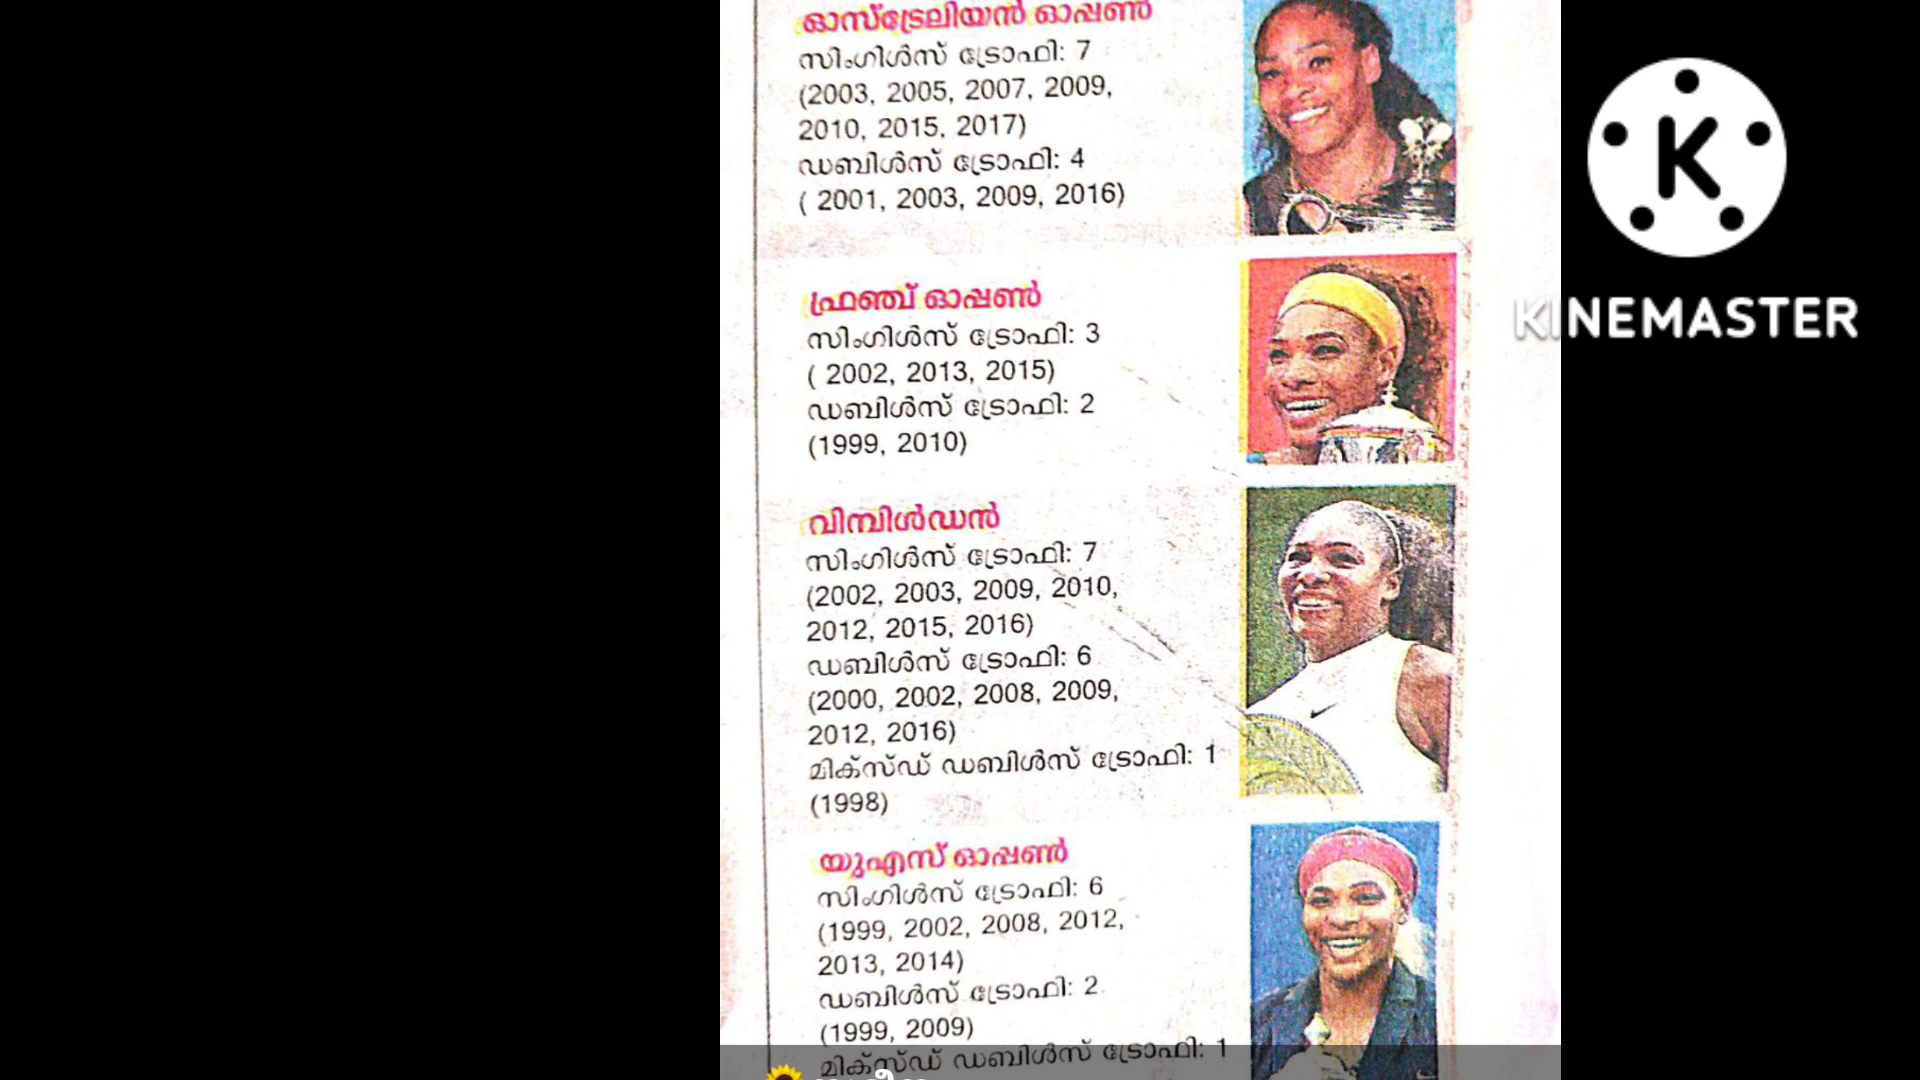 ഓസ്ട്രേലിയൻ ഓപ്പൺ
സിംഗിൾസ് ട്രോഫി: 7
(2003, 2005, 2007, 2009,
2010, 2015, 2017)
ഡബിൾസ് ട്രോഫി: 4
( 2001, 2003, 2009, 2016)
ഫ്രഞ്ച് ഓപ്പൺ
സിംഗിൾസ് ട്രോഫി: 3
( 2002, 2013, 2015)
ഡബിൾസ് ട്രോഫി: 2
(1999, 2010)
വിമ്പിൾഡൻ
സിംഗിൾസ് ട്രോഫി: 7
(2002, 2003, 2009, 2010,
2012, 2015, 2016)
ഡബിൾസ് ട്രോഫി: 6
(2000, 2002, 2008, 2009,
2012, 2016)
മിക്സ്ഡ് ഡബിൾസ് ട്രോഫി: 1
(1998)
യുഎസ് ഓപ്പൺ
സിംഗിൾസ് ട്രോഫി: 6
(1999, 2002, 2008, 2012,
2013, 2014)
ഡബിൾസ് ട്രോഫി: 2
(1999, 2009)
മിക്സ്ഡ് ഡബിൾസ് ട്രോഫി: 1
KINEMASTER